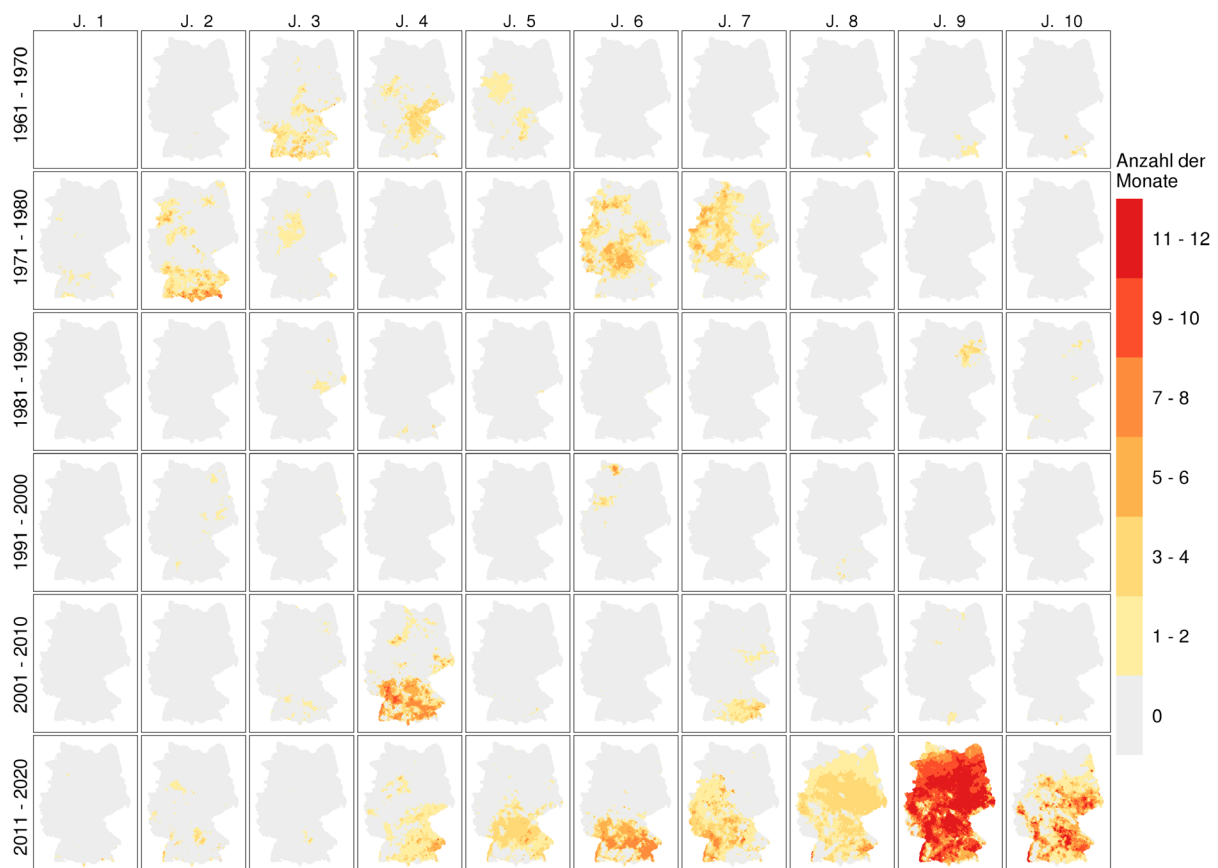 J. 1 J. 2 J. 3 J. 4 J. 5 J. 6 J. 7 J. 8 J. 9 J. 10
1961 - 1970
1971 - 1980
1981 - 1990
1991 - 2000
2001 - 2010
2011 - 2020
Anzahl der
Monate
11 - 12
9 - 10
7 - 8
5 - 6
3 - 4
1 - 2
0